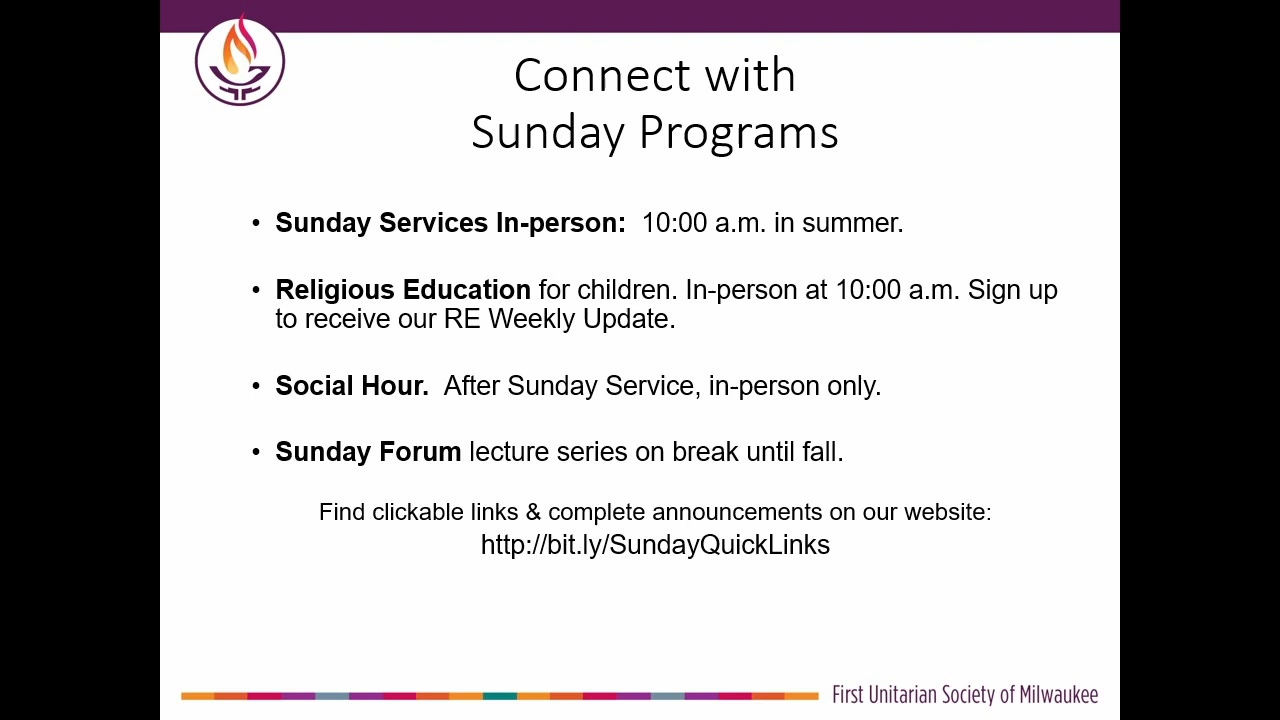 Connect with
Sunday Programs
• Sunday Services In-person:  10:00 a.m. in summer.
• Religious Education for children. In-person at 10:00 a.m. Sign up
to receive our RE Weekly Update.
• Social Hour.  After Sunday Service, in-person only.
• Sunday Forum lecture series on break until fall.
Find clickable links & complete announcements on our website:
http://bit.ly/SundayQuickLinks
First Unitarian Society of Milwaukee